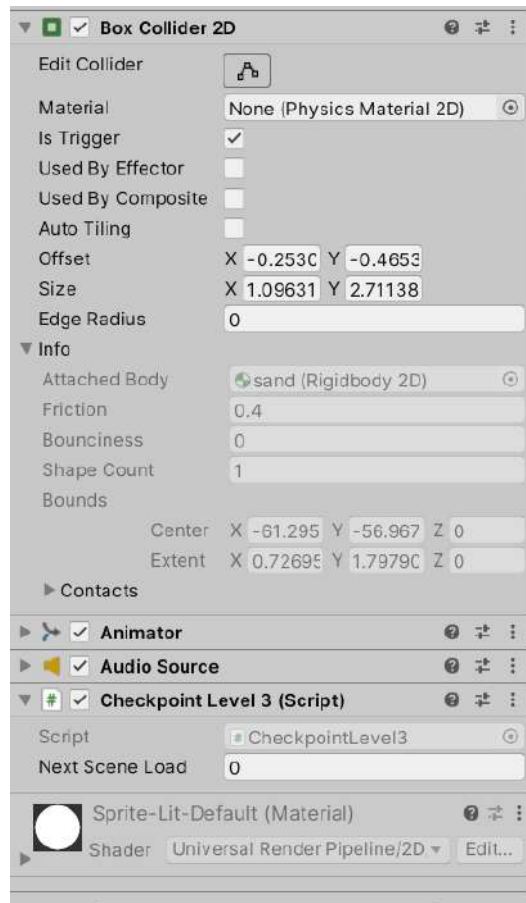 Box Collider 2D
Edit Collider
Material None (Physics Material 2D)
Is Trigger
Used By Effector
Used By Composite
Auto Tiling
Offset X -0.2530 Y -0.4653
Size X 1.09631 Y 2.71138
Edge Radius 0
Info
Attached Body sand (Rigidbody 2D)
Friction 0.4
Bounciness 0
Shape Count 1
Bounds
Center X -61.295 Y -56.967 Z 0
Extent X 0.72695 Y 1.79790 Z 0
Contacts
Animator
Audio Source
# Checkpoint Level 3 (Script)
Script # CheckpointLevel3
Next Scene Load 0
Sprite-Lit-Default (Material)
Shader Universal Render Pipeline/2D Edit...